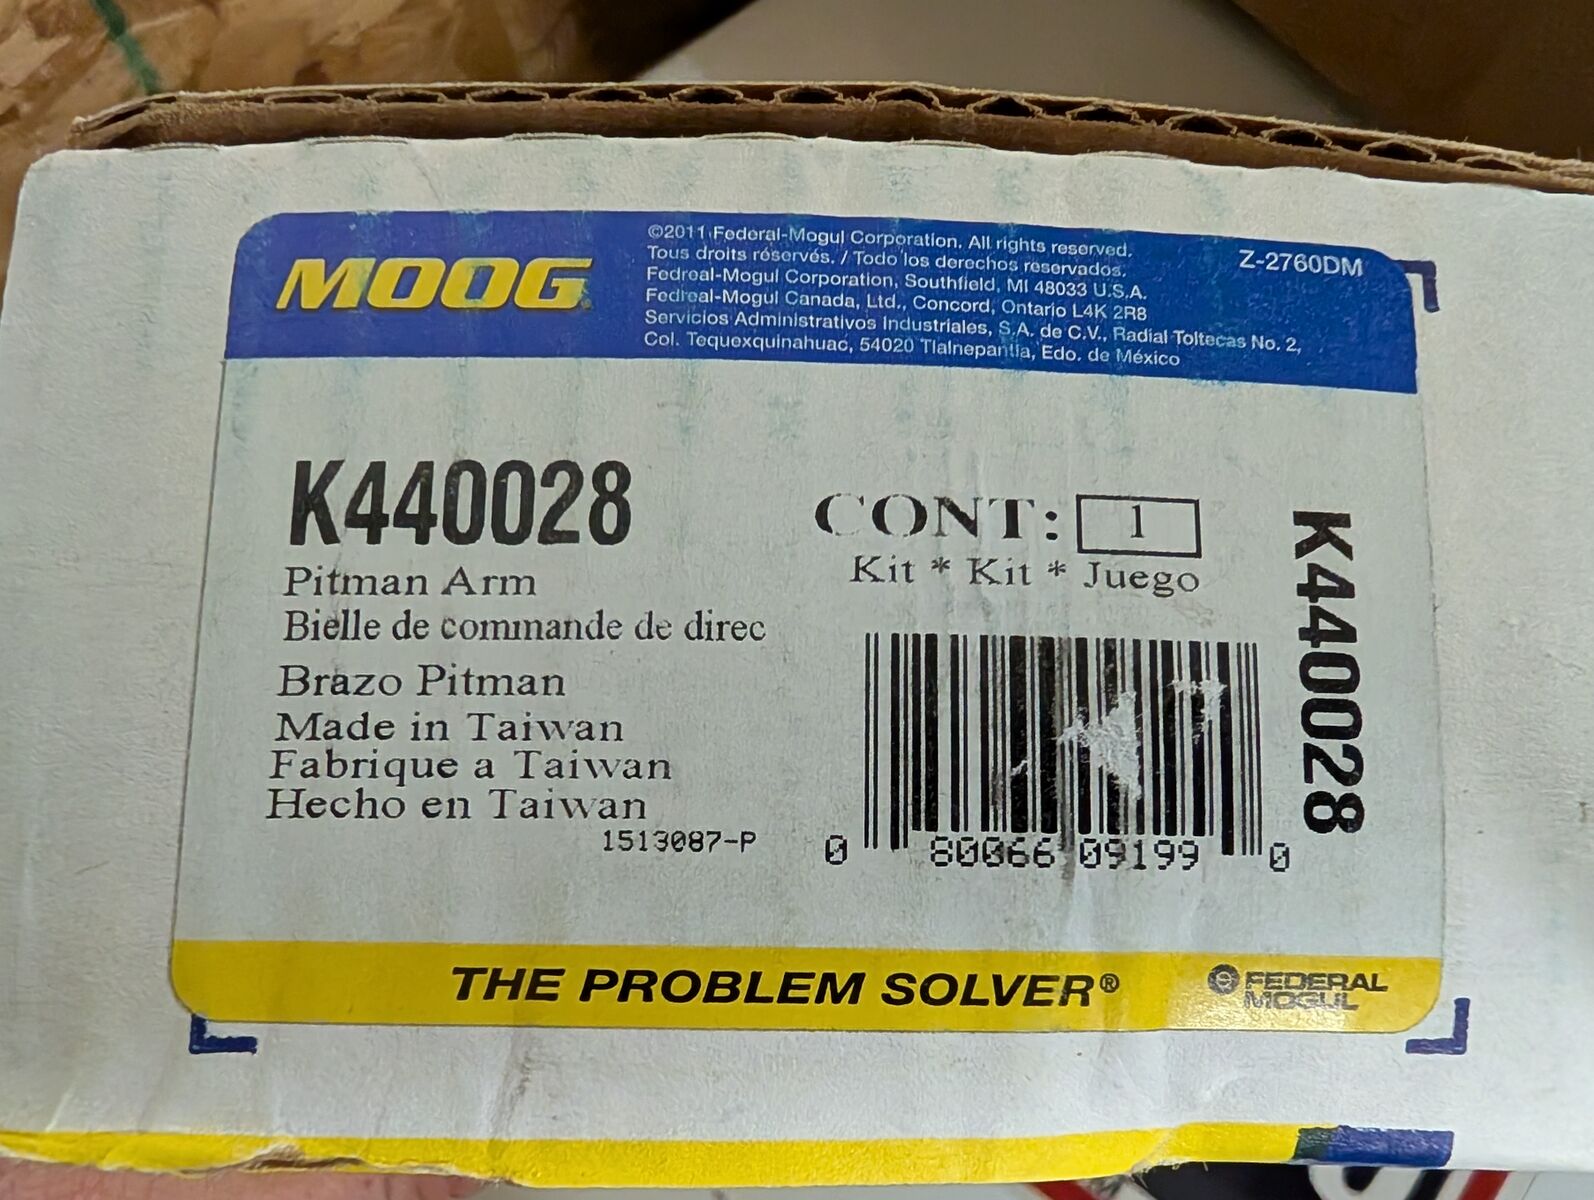 MOOG
©2011 Federal-Mogul Corporation. All rights reserved.
Tous droits réservés. / Todo los derechos reservados.
Fedreal-Mogul Corporation, Southfield, MI 48033 U.S.A.
Fedreal-Mogul Canada, Ltd., Concord, Ontario L4K 2R8
Servicios Administrativos Industriales, S.A. de C.V., Radial Toltecas No. 2,
Col. Tequexquinahuac, 54020 Tlalnepantla, Edo. de México
Z-2760DM
K440028
Pitman Arm
Bielle de commande de direc
Brazo Pitman
Made in Taiwan
Fabrique a Taiwan
Hecho en Taiwan
1513087-P
CONT: 1
Kit * Kit * Juego
0 80066 09199 0
K440028
THE PROBLEM SOLVER®
FEDERAL
MOGUL